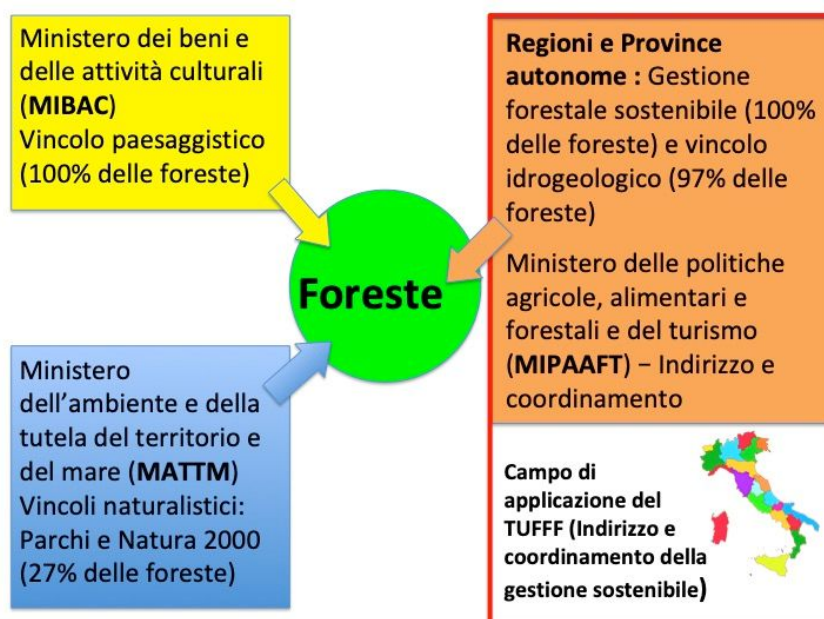 Ministero dei beni e
delle attività culturali
(MIBAC)
Vincolo paesaggistico
(100% delle foreste)
Regioni e Province
autonome : Gestione
forestale sostenibile (100%
delle foreste) e vincolo
idrogeologico (97% delle
foreste)
Ministero delle politiche
agricole, alimentari e
forestali e del turismo
(MIPAAFT) – Indirizzo e
coordinamento
Foreste
Ministero
dell’ambiente e della
tutela del territorio e
del mare (MATTM)
Vincoli naturalistici:
Parchi e Natura 2000
(27% delle foreste)
Campo di
applicazione del
TUFFF (Indirizzo e
coordinamento della
gestione sostenibile)